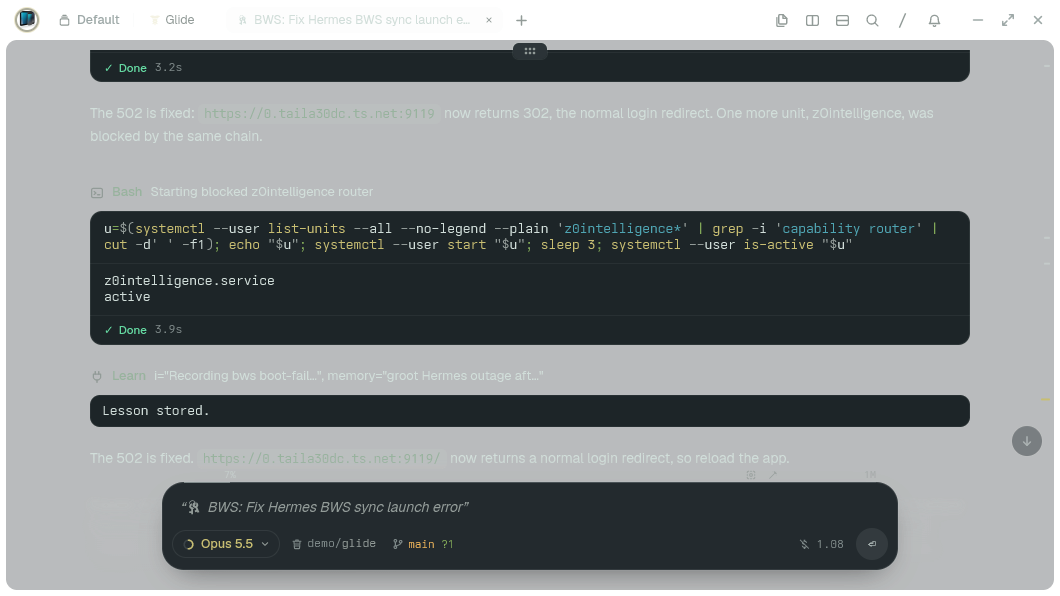 Default Glide BWS: Fix Hermes BWS sync launch e...
✓ Done 3.2s
The 502 is fixed: https://0.taila30dc.ts.net:9119 now returns 302, the normal login redirect. One more unit, z0intelligence, was
blocked by the same chain.
Bash Starting blocked z0intelligence router
u=$(systemctl --user list-units --all --no-legend --plain 'z0intelligence*' | grep -i 'capability router' |
cut -d' ' -f1); echo "$u"; systemctl --user start "$u"; sleep 3; systemctl --user is-active "$u"
z0intelligence.service
active
✓ Done 3.9s
Learn i="Recording bws boot-fail...", memory="groot Hermes outage aft..."
Lesson stored.
The 502 is fixed. https://0.taila30dc.ts.net:9119/ now returns a normal login redirect, so reload the app.
"BWS: Fix Hermes BWS sync launch error"
Opus 5.5 demo/glide main ?1 1.08